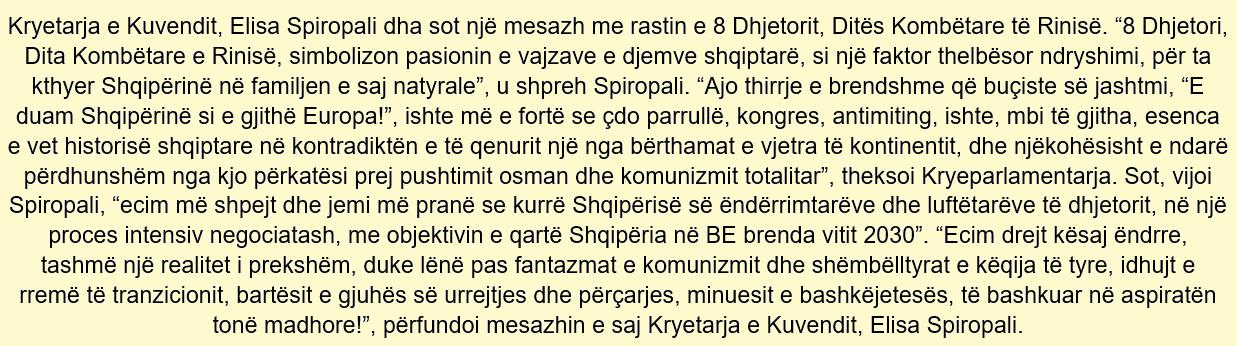 Kryetarja e Kuvendit, Elisa Spiropali dha sot një mesazh me rastin e 8 Dhjetorit, Ditës Kombëtare të Rinisë. “8 Dhjetori,
Dita Kombëtare e Rinisë, simbolizon pasionin e vajzave e djemve shqiptarë, si një faktor thelbësor ndryshimi, për ta
kthyer Shqipërinë në familjen e saj natyrale”, u shpreh Spiropali. “Ajo thirrje e brendshme që buçiste së jashtmi, “E
duam Shqipërinë si e gjithë Europa!”, ishte më e fortë se çdo parrullë, kongres, antimiting, ishte, mbi të gjitha, esenca
e vet historisë shqiptare në kontradiktën e të qenurit një nga bërthamat e vjetra të kontinentit, dhe njëkohësisht e ndarë
përdhunshëm nga kjo përkatësi prej pushtimit osman dhe komunizmit totalitar”, theksoi Kryeparlamentarja. Sot, vijoi
Spiropali, “ecim më shpejt dhe jemi më pranë se kurrë Shqipërisë së ëndërrimtarëve dhe luftëtarëve të dhjetorit, në një
proces intensiv negociatash, me objektivin e qartë Shqipëria në BE brenda vitit 2030”. “Ecim drejt kësaj ëndrre,
tashmë një realitet i prekshëm, duke lënë pas fantazmat e komunizmit dhe shëmbëlltyrat e këqija të tyre, idhujt e
rremë të tranzicionit, bartësit e gjuhës së urrejtjes dhe përçarjes, minuesit e bashkëjetesës, të bashkuar në aspiratën
tonë madhore!”, përfundoi mesazhin e saj Kryetarja e Kuvendit, Elisa Spiropali.